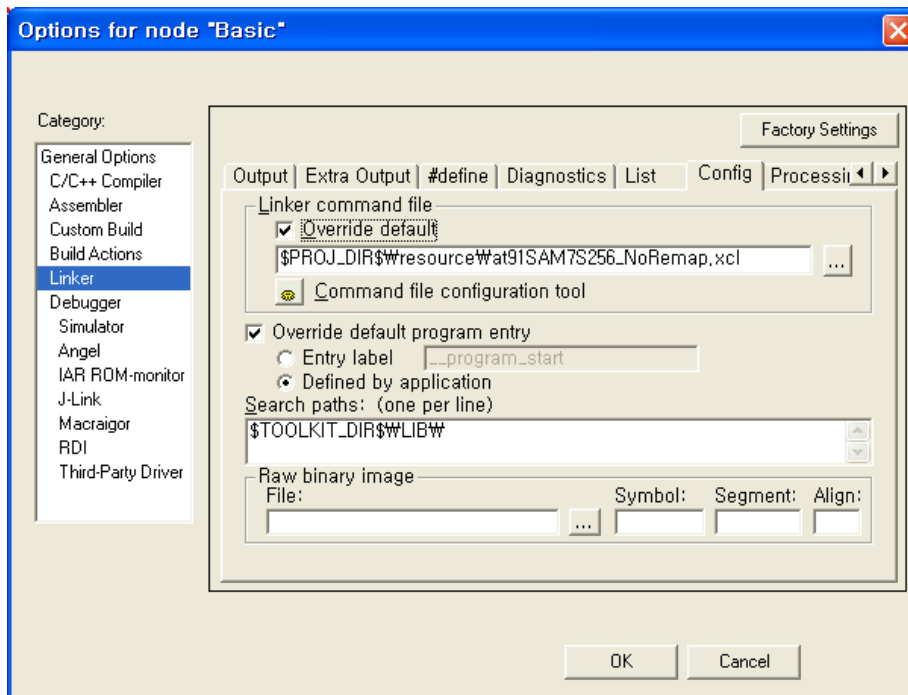 Options for node "Basic"
Category:
Factory Settings
General Options
C/C++ Compiler
Assembler
Custom Build
Build Actions
Linker
Debugger
Simulator
Angel
IAR ROM-monitor
J-Link
Macraigor
RDI
Third-Party Driver
Output Extra Output #define Diagnostics List Config Processi
Linker command file
Override default
$PROJ_DIR$₩resource₩at91SAM7S256_NoRemap,xcl
...
Command file configuration tool
Override default program entry
Entry label __program_start
Defined by application
Search paths: (one per line)
$TOOLKIT_DIR$₩LIB₩
Raw binary image
File: Symbol: Segment: Align:
...
OK Cancel